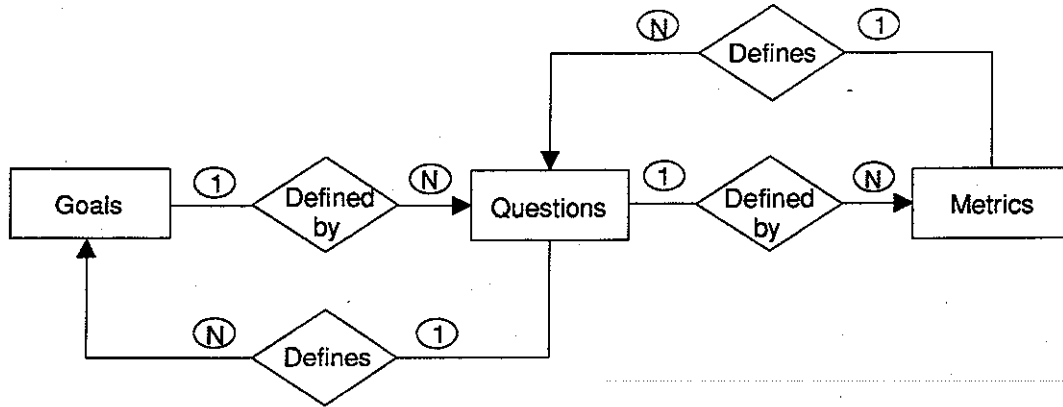 N
Defines
1
Goals
1
Defined
by
N
Questions
1
Defined
by
N
Metrics
N
Defines
1